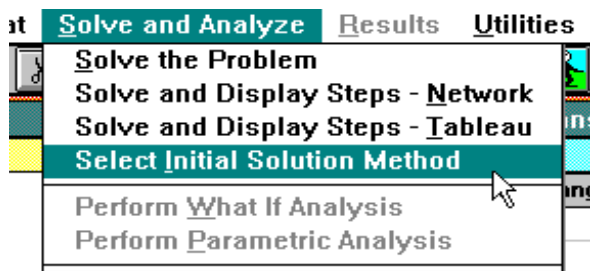 at Solve and Analyze Results Utilities
Solve the Problem
Solve and Display Steps - Network
Solve and Display Steps - Tableau
Select Initial Solution Method
Perform What If Analysis
Perform Parametric Analysis